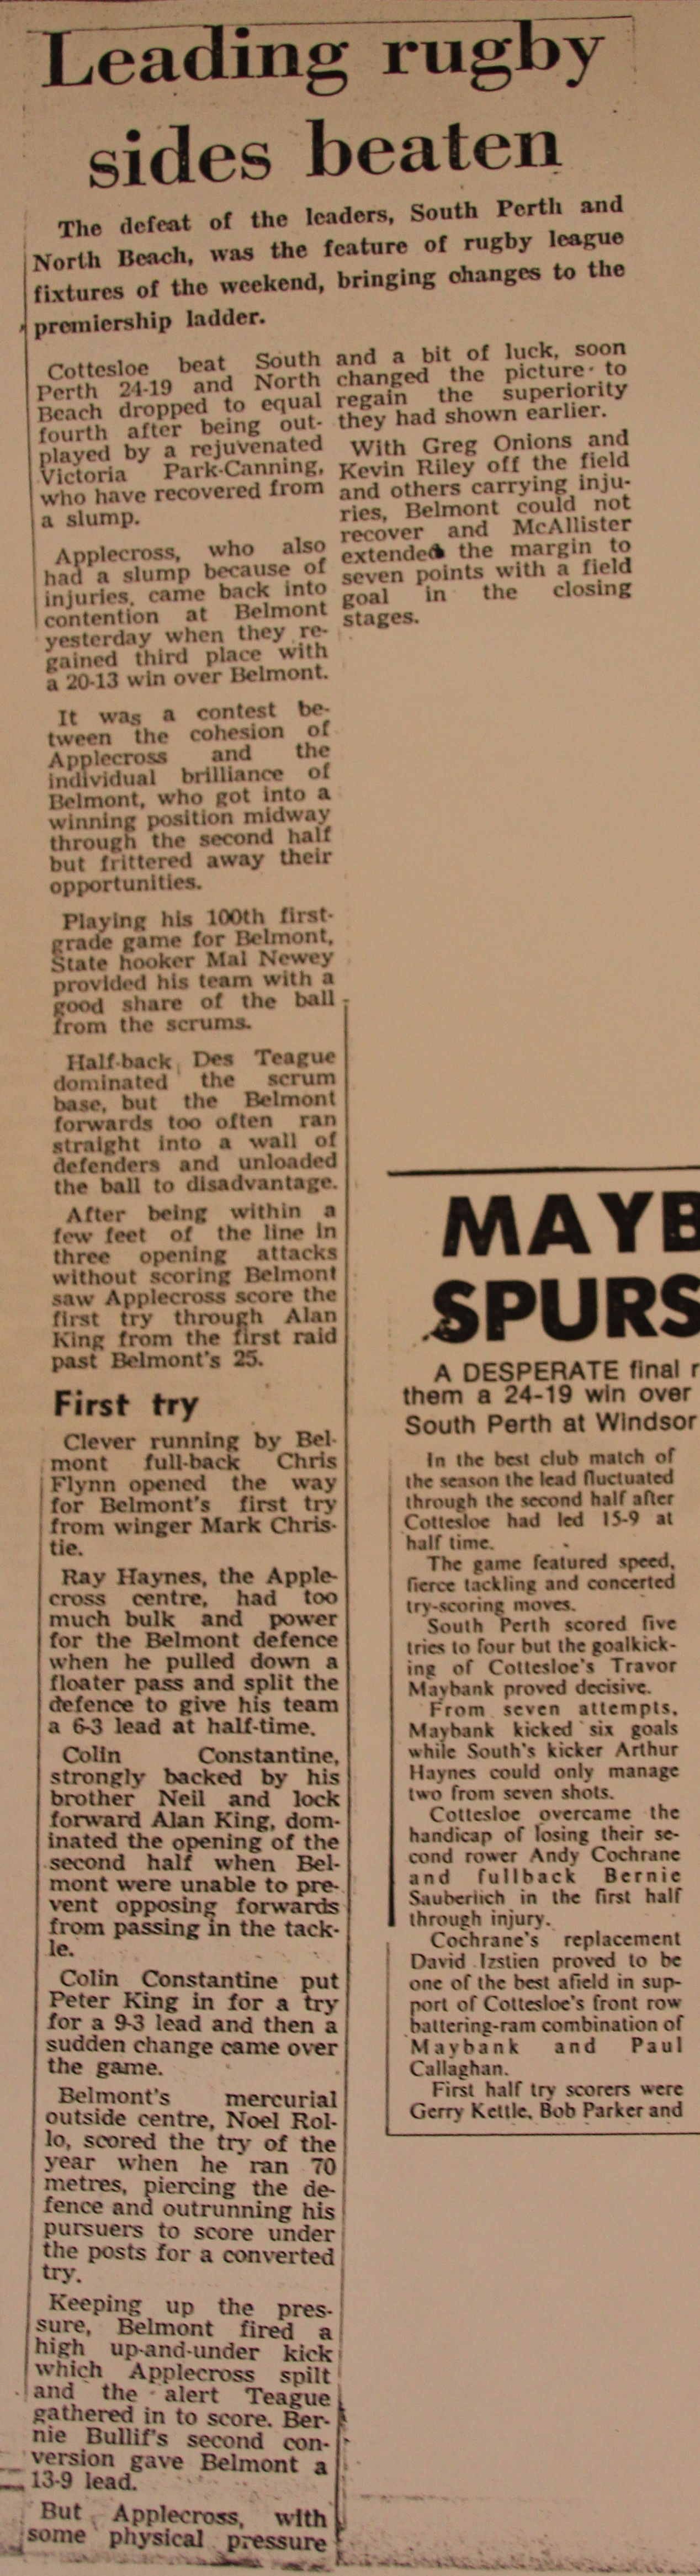 Leading rugby
sides beaten
The defeat of the leaders, South Perth and
North Beach, was the feature of rugby league
fixtures of the weekend, bringing changes to the
premiership ladder.
Cottesloe beat South
Perth 24-19 and North
Beach dropped to equal
fourth after being out-
played by a rejuvenated
Victoria Park-Canning,
who have recovered from
a slump.
Applecross, who also
had a slump because of
injuries, came back into
contention at Belmont
yesterday when they re-
gained third place with
a 20-13 win over Belmont.
It was a contest be-
tween the cohesion of
Applecross and the
individual brilliance of
Belmont, who got into a
winning position midway
through the second half
but frittered away their
opportunities.
Playing his 100th first-
grade game for Belmont,
State hooker Mal Newey
provided his team with a
good share of the ball
from the scrums.
Half-back Des Teague
dominated the scrum
base, but the Belmont
forwards too often ran
straight into a wall of
defenders and unloaded
the ball to disadvantage.
After being within a
few feet of the line in
three opening attacks
without scoring Belmont
saw Applecross score the
first try through Alan
King from the first raid
past Belmont's 25.
First try
Clever running by Bel-
mont full-back Chris
Flynn opened the way
for Belmont's first try
from winger Mark Chris-
tie.
Ray Haynes, the Apple-
cross centre, had too
much bulk and power
for the Belmont defence
when he pulled down a
floater pass and split the
defence to give his team
a 6-3 lead at half-time.
Colin Constantine,
strongly backed by his
brother Neil and lock
forward Alan King, dom-
inated the opening of the
second half when Bel-
mont were unable to pre-
vent opposing forwards
from passing in the tack-
le.
Colin Constantine put
Peter King in for a try
for a 9-3 lead and then a
sudden change came over
the game.
Belmont's mercurial
outside centre, Noel Rol-
lo, scored the try of the
year when he ran 70
metres, piercing the de-
fence and outrunning his
pursuers to score under
the posts for a converted
try.
Keeping up the pres-
sure, Belmont fired a
high up-and-under kick
which Applecross spilt
and the alert Teague
gathered in to score. Ber-
nie Bullif's second con-
version gave Belmont a
13-9 lead.
But Applecross, with
some physical pressure
and a bit of luck, soon
changed the picture to
regain the superiority
they had shown earlier.
With Greg Onions and
Kevin Riley off the field
and others carrying inju-
ries, Belmont could not
recover and McAllister
extended the margin to
seven points with a field
goal in the closing
stages.
MAYB
SPURS
A DESPERATE final r
them a 24-19 win over
South Perth at Windsor
In the best club match of
the season the lead fluctuated
through the second half after
Cottesloe had led 15-9 at
half time.
The game featured speed,
fierce tackling and concerted
try-scoring moves.
South Perth scored five
tries to four but the goalkick-
ing of Cottesloe's Travor
Maybank proved decisive.
From seven attempts,
Maybank kicked six goals
while South's kicker Arthur
Haynes could only manage
two from seven shots.
Cottesloe overcame the
handicap of losing their se-
cond rower Andy Cochrane
and fullback Bernie
Sauberlich in the first half
through injury.
Cochrane's replacement
David Izstien proved to be
one of the best afield in sup-
port of Cottesloe's front row
battering-ram combination of
Maybank and Paul
Callaghan.
First half try scorers were
Gerry Kettle, Bob Parker and